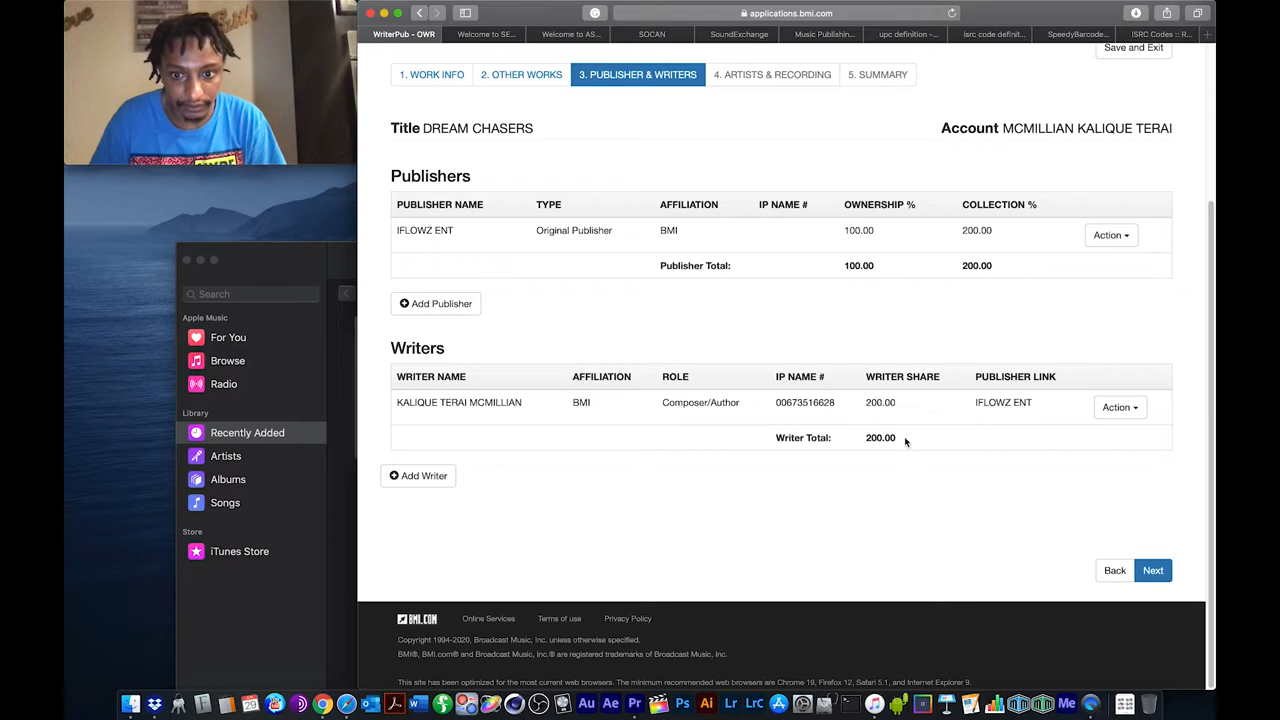 applications.bmi.com
WriterPub - OWR
Welcome to SE...
Welcome to AS...
SOCAN
SoundExchange
Music Publishin...
upc definition -...
isrc code definit...
SpeedyBarcode...
ISRC Codes :: R...
Save and Exit
1. WORK INFO
2. OTHER WORKS
3. PUBLISHER & WRITERS
4. ARTISTS & RECORDING
5. SUMMARY
Title DREAM CHASERS
Account MCMILLIAN KALIQUE TERAI
Publishers
PUBLISHER NAME TYPE AFFILIATION IP NAME # OWNERSHIP % COLLECTION %
IFLOWZ ENT Original Publisher BMI 100.00 200.00 Action
Publisher Total: 100.00 200.00
Add Publisher
Writers
WRITER NAME AFFILIATION ROLE IP NAME # WRITER SHARE PUBLISHER LINK
KALIQUE TERAI MCMILLIAN BMI Composer/Author 00673516628 200.00 IFLOWZ ENT Action
Writer Total: 200.00
Add Writer
Back Next
BMI.COM Online Services Terms of use Privacy Policy
Copyright 1994-2020, Broadcast Music, Inc. unless otherwise specified.
BMI®, BMI.com® and Broadcast Music, Inc.® are registered trademarks of Broadcast Music, Inc.
This site has been optimized for the most current web browsers. The minimum recommended web browsers are Chrome 19, Firefox 12, Safari 5.1, and Internet Explorer 9.
Search
Apple Music
For You
Browse
Radio
Library
Recently Added
Artists
Albums
Songs
Store
iTunes Store
29
Au Ae Pr Ps Ai Lr LrC Me